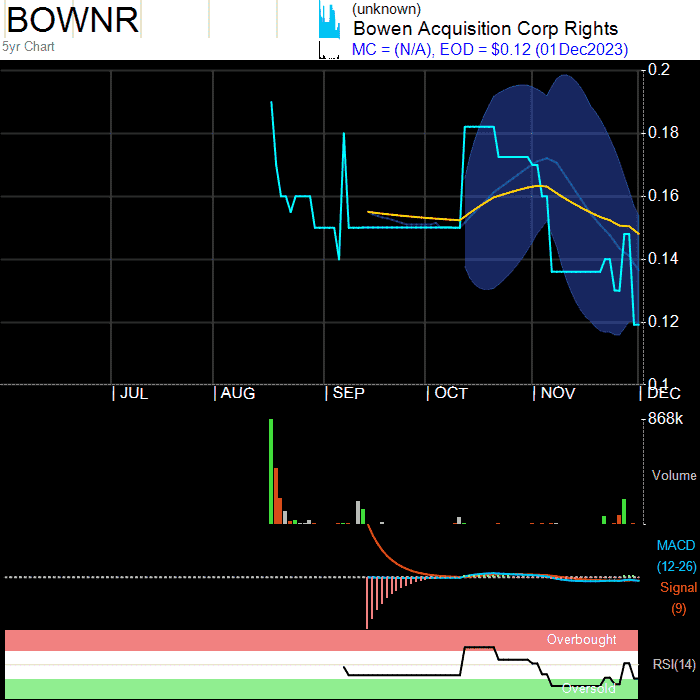 BOWNR
5yr Chart
(unknown)
Bowen Acquisition Corp Rights
MC = (N/A), EOD = $0.12 (01Dec2023)
0.2
0.18
0.16
0.14
0.12
0.1
JUL AUG SEP OCT NOV DEC
868k
Volume
MACD
(12-26)
Signal
(9)
Overbought
RSI(14)
Oversold